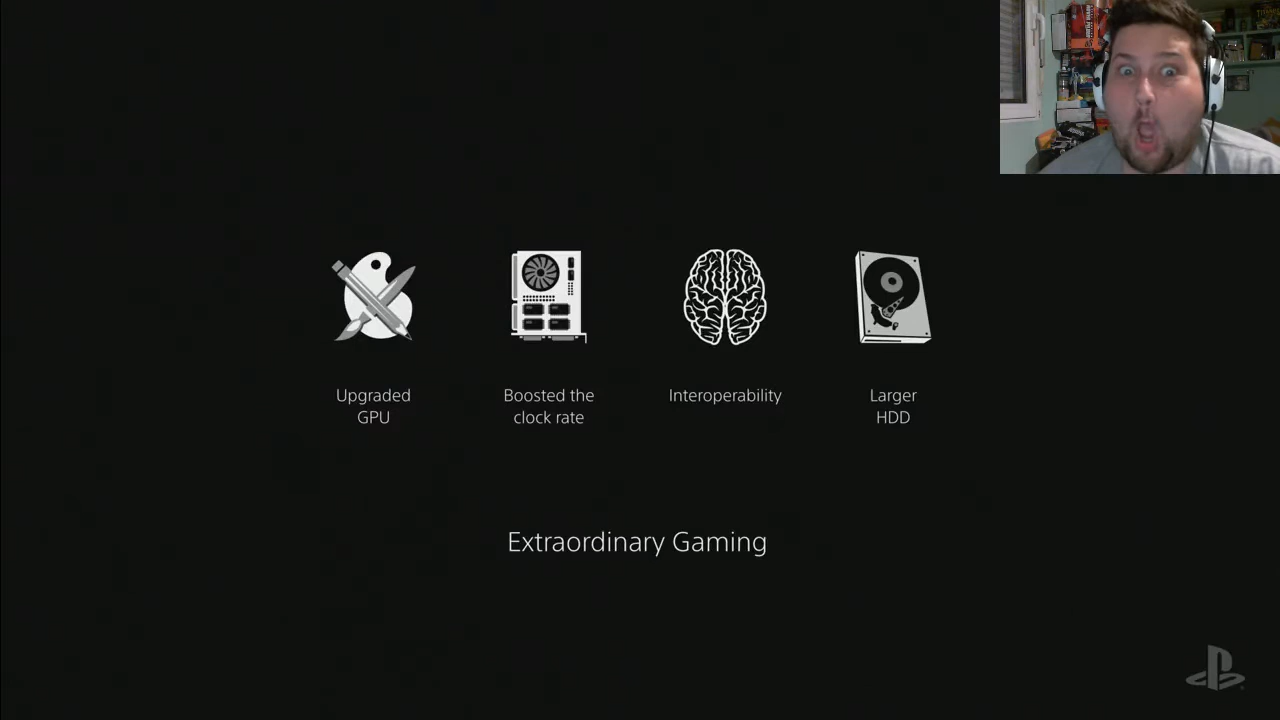 Upgraded
GPU
Boosted the
clock rate
Interoperability
Larger
HDD
Extraordinary Gaming